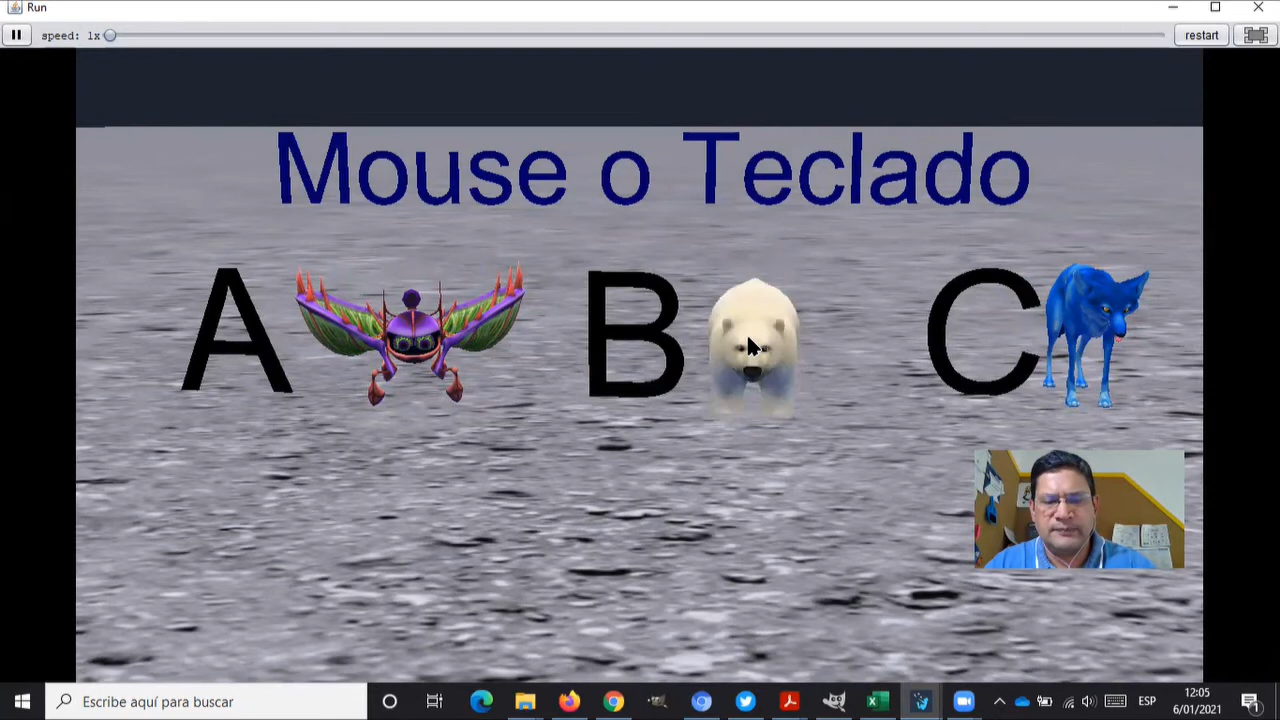 Run
speed: 1x
restart
Mouse o Teclado
A
B
C
Escribe aquí para buscar
ESP
12:05
6/01/2021